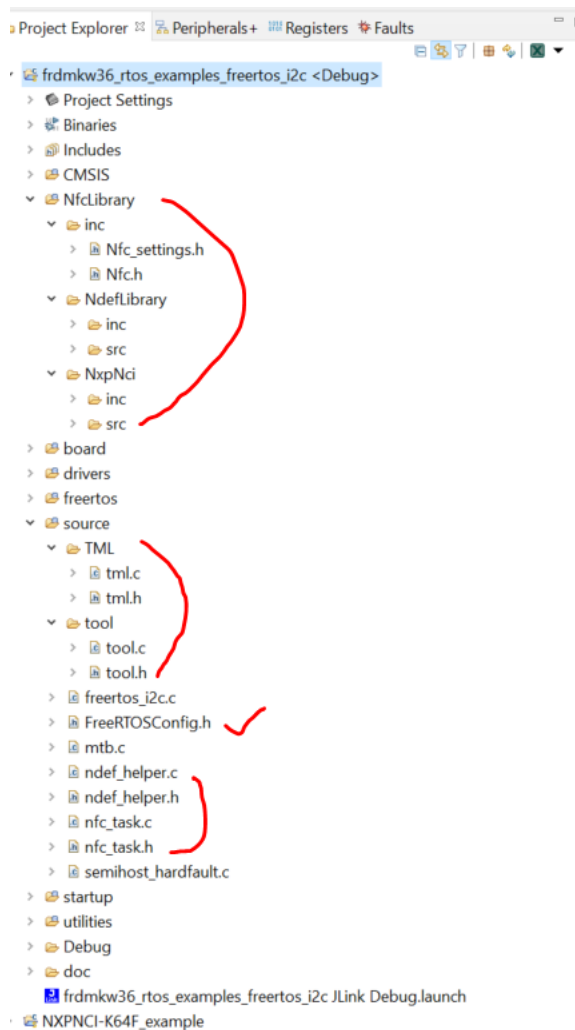 Project Explorer Peripherals+ Registers Faults
frdmkw36_rtos_examples_freertos_i2c <Debug>
Project Settings
Binaries
Includes
CMSIS
NfcLibrary
inc
Nfc_settings.h
Nfc.h
NdefLibrary
inc
src
NxpNci
inc
src
board
drivers
freertos
source
TML
tml.c
tml.h
tool
tool.c
tool.h
freertos_i2c.c
FreeRTOSConfig.h
mtb.c
ndef_helper.c
ndef_helper.h
nfc_task.c
nfc_task.h
semihost_hardfault.c
startup
utilities
Debug
doc
frdmkw36_rtos_examples_freertos_i2c JLink Debug.launch
NXPNCI-K64F_example